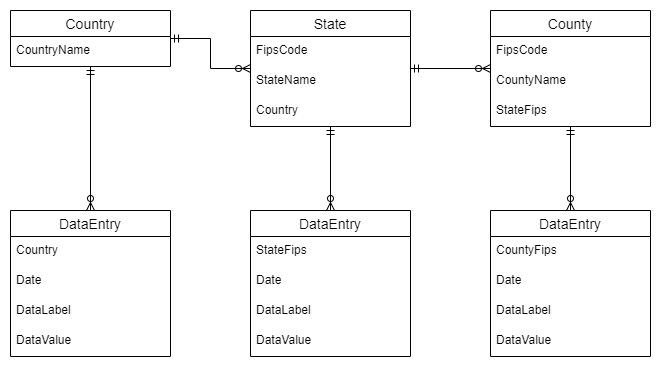 Country
CountryName
State
FipsCode
StateName
Country
County
FipsCode
CountyName
StateFips
DataEntry
Country
Date
DataLabel
DataValue
DataEntry
StateFips
Date
DataLabel
DataValue
DataEntry
CountyFips
Date
DataLabel
DataValue